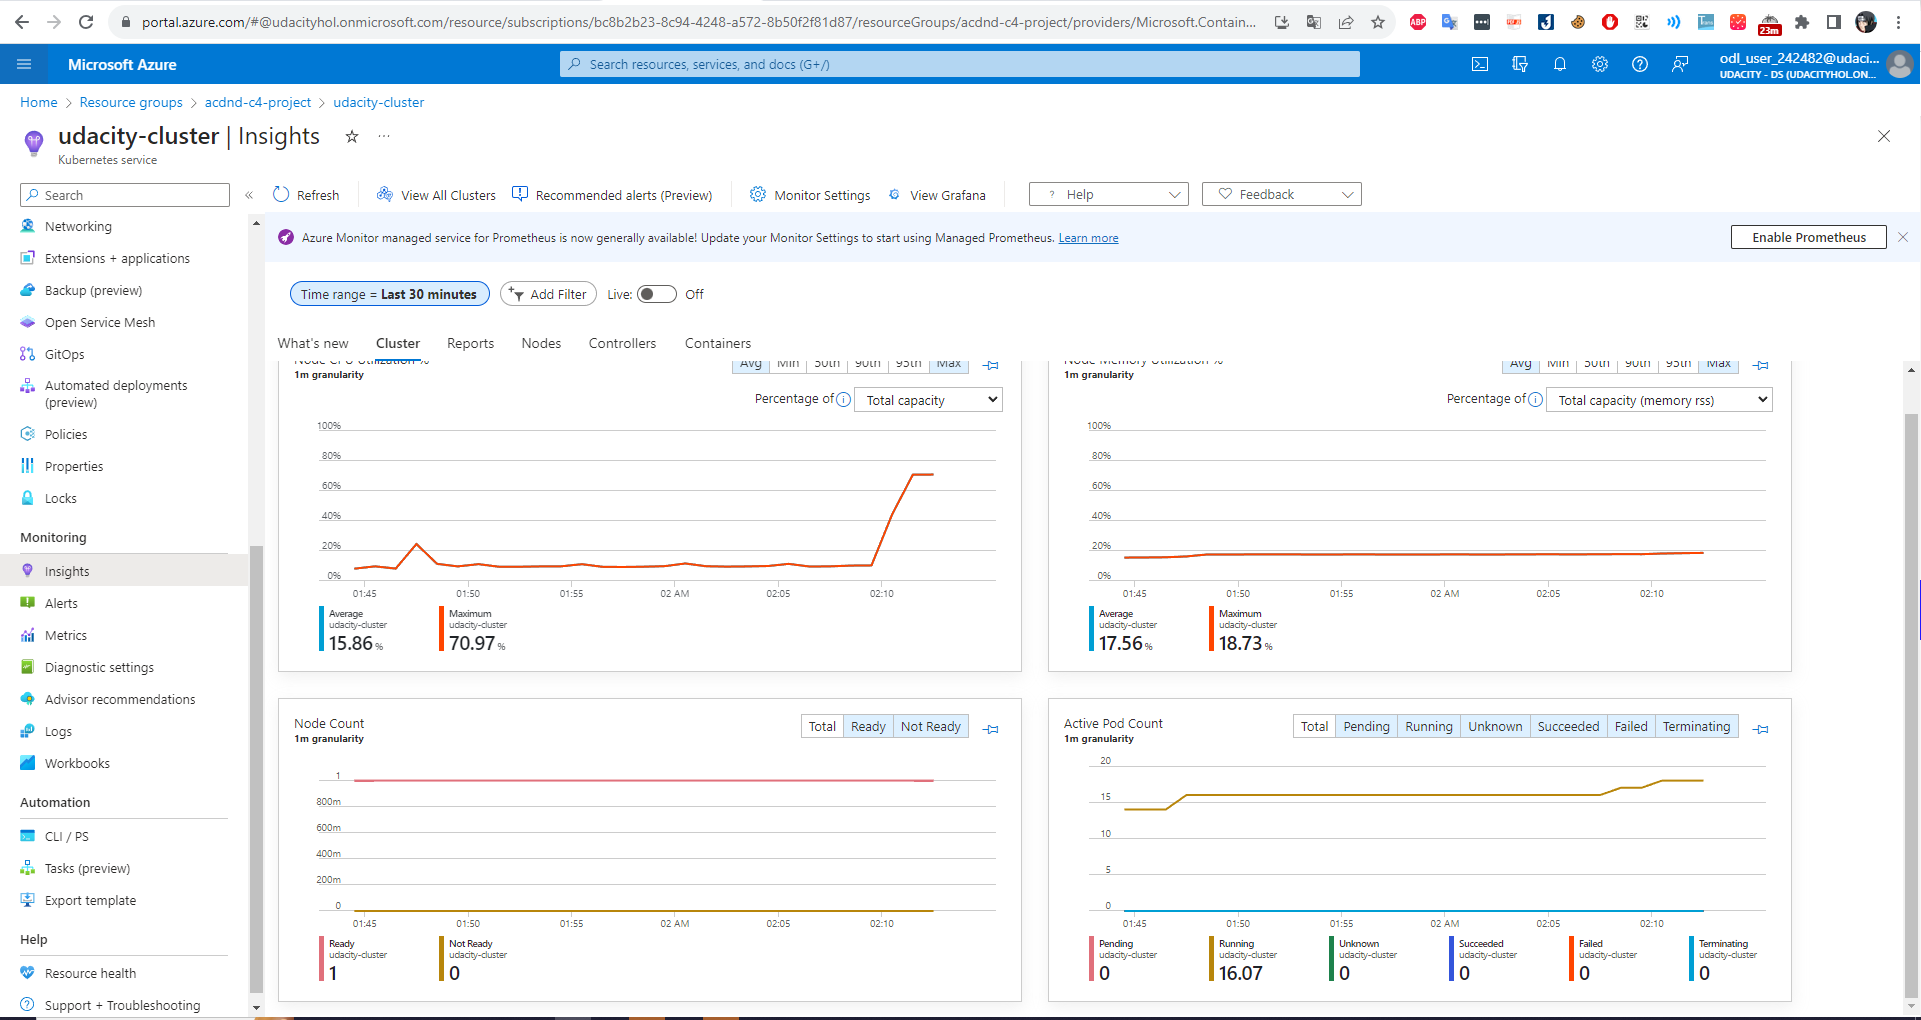 portal.azure.com/#@udacityhol.onmicrosoft.com/resource/subscriptions/bc8b2b23-8c94-4248-a572-8b50f2f81d87/resourceGroups/acdnd-c4-project/providers/Microsoft.Contain...
ABP
23m
Microsoft Azure
Search resources, services, and docs (G+/)
odl_user_242482@udaci...
UDACITY - DS (UDACITYHOL.ON...
Home > Resource groups > acdnd-c4-project > udacity-cluster
udacity-cluster | Insights
Kubernetes service
Search
Refresh
View All Clusters
Recommended alerts (Preview)
Monitor Settings
View Grafana
? Help
Feedback
Networking
Extensions + applications
Backup (preview)
Open Service Mesh
GitOps
Automated deployments
(preview)
Policies
Properties
Locks
Monitoring
Insights
Alerts
Metrics
Diagnostic settings
Advisor recommendations
Logs
Workbooks
Automation
CLI / PS
Tasks (preview)
Export template
Help
Resource health
Support + Troubleshooting
Azure Monitor managed service for Prometheus is now generally available! Update your Monitor Settings to start using Managed Prometheus. Learn more
Enable Prometheus
Time range = Last 30 minutes
Add Filter
Live: Off
What's new Cluster Reports Nodes Controllers Containers
Node CPU Utilization %
1m granularity
Avg Min 50th 90th 95th Max
Percentage of Total capacity
100%
80%
60%
40%
20%
0%
01:45 01:50 01:55 02 AM 02:05 02:10
Average
udacity-cluster
15.86 %
Maximum
udacity-cluster
70.97 %
Node Memory Utilization %
1m granularity
Avg Min 50th 90th 95th Max
Percentage of Total capacity (memory rss)
100%
80%
60%
40%
20%
0%
01:45 01:50 01:55 02 AM 02:05 02:10
Average
udacity-cluster
17.56 %
Maximum
udacity-cluster
18.73 %
Node Count
1m granularity
Total Ready Not Ready
1
800m
600m
400m
200m
0
01:45 01:50 01:55 02 AM 02:05 02:10
Ready
udacity-cluster
1
Not Ready
udacity-cluster
0
Active Pod Count
1m granularity
Total Pending Running Unknown Succeeded Failed Terminating
20
15
10
5
0
01:45 01:50 01:55 02 AM 02:05 02:10
Pending
udacity-cluster
0
Running
udacity-cluster
16.07
Unknown
udacity-cluster
0
Succeeded
udacity-cluster
0
Failed
udacity-cluster
0
Terminating
udacity-cluster
0